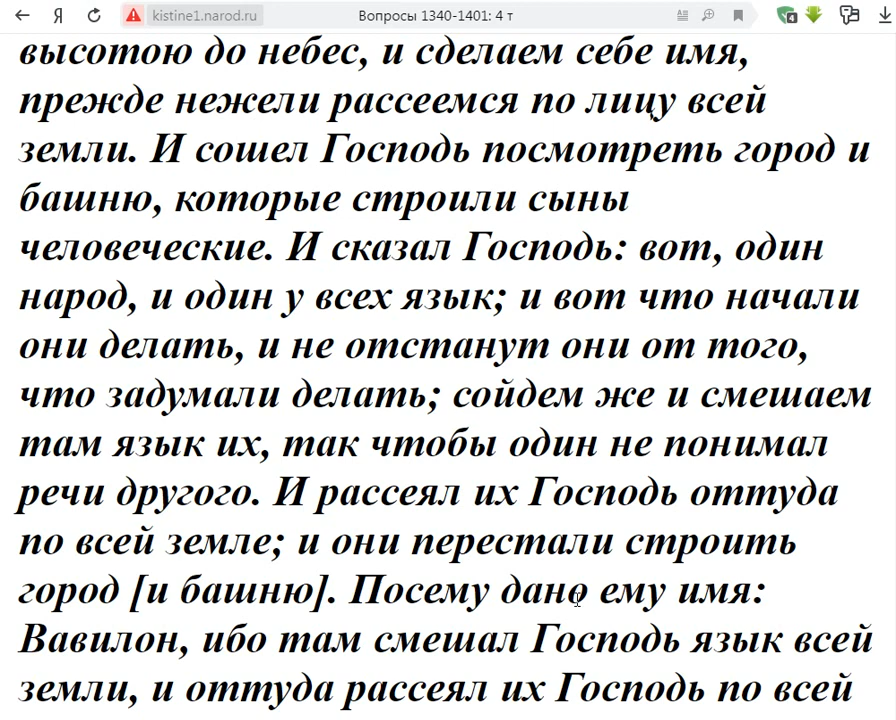 Я kistine1.narod.ru Вопросы 1340-1401: 4 т 4
высотою до небес, и сделаем себе имя,
прежде нежели рассеемся по лицу всей
земли. И сошел Господь посмотреть город и
башню, которые строили сыны
человеческие. И сказал Господь: вот, один
народ, и один у всех язык; и вот что начали
они делать, и не отстанут они от того,
что задумали делать; сойдем же и смешаем
там язык их, так чтобы один не понимал
речи другого. И рассеял их Господь оттуда
по всей земле; и они перестали строить
город [и башню]. Посему дано ему имя:
Вавилон, ибо там смешал Господь язык всей
земли, и оттуда рассеял их Господь по всей